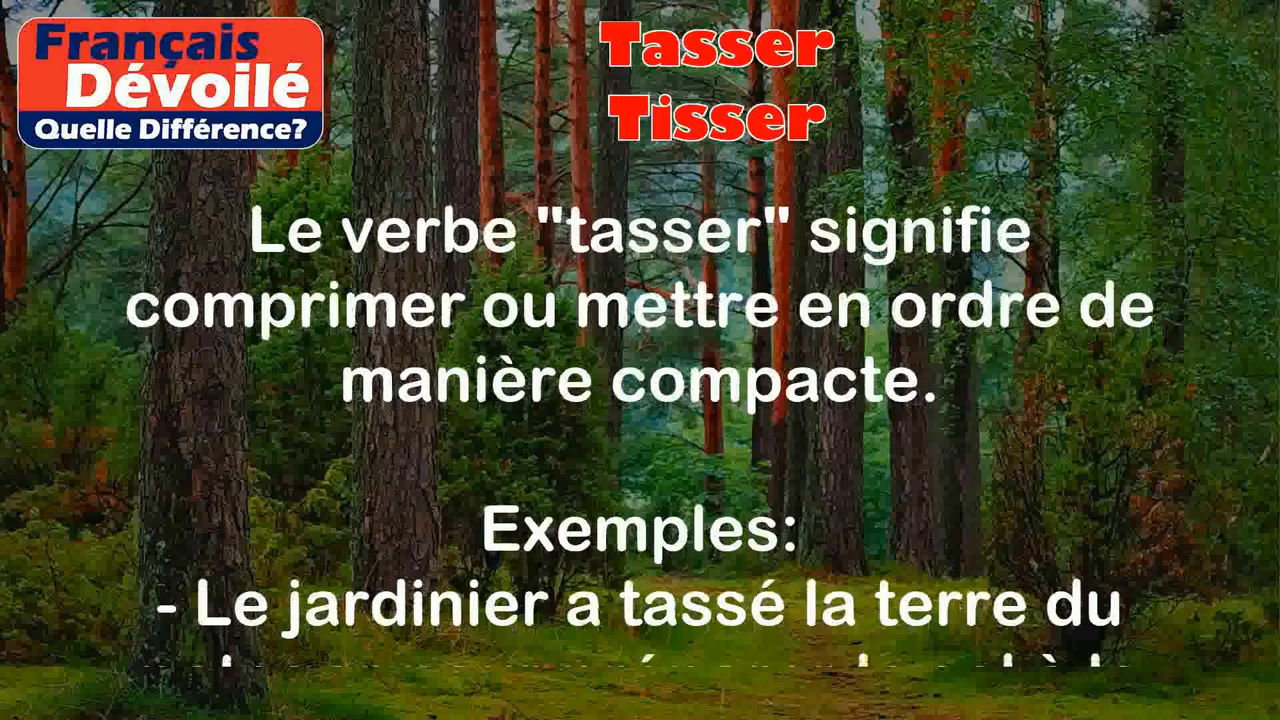 Français
Dévoilé
Quelle Différence?
Tasser
Tisser
Le verbe "tasser" signifie
comprimer ou mettre en ordre de
manière compacte.
Exemples:
- Le jardinier a tassé la terre du